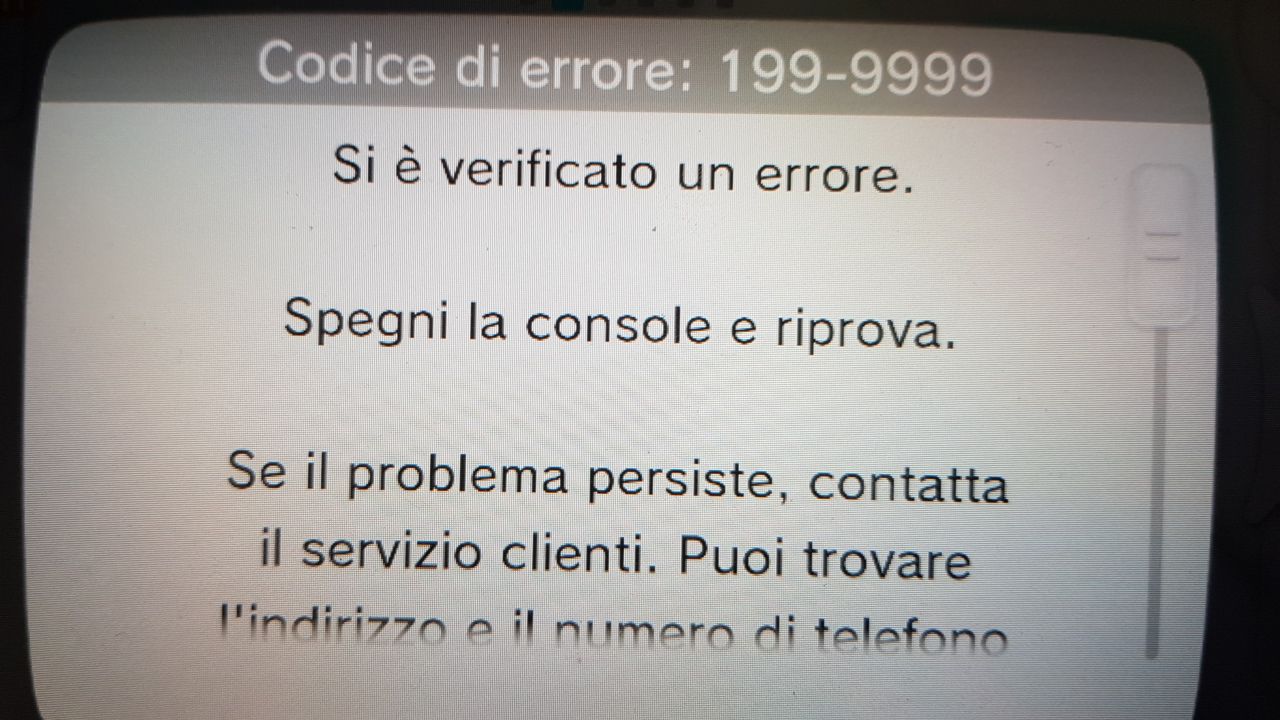 Codice di errore: 199-9999
Si è verificato un errore.
Spegni la console e riprova.
Se il problema persiste, contatta
il servizio clienti. Puoi trovare
l'indirizzo e il numero di telefono